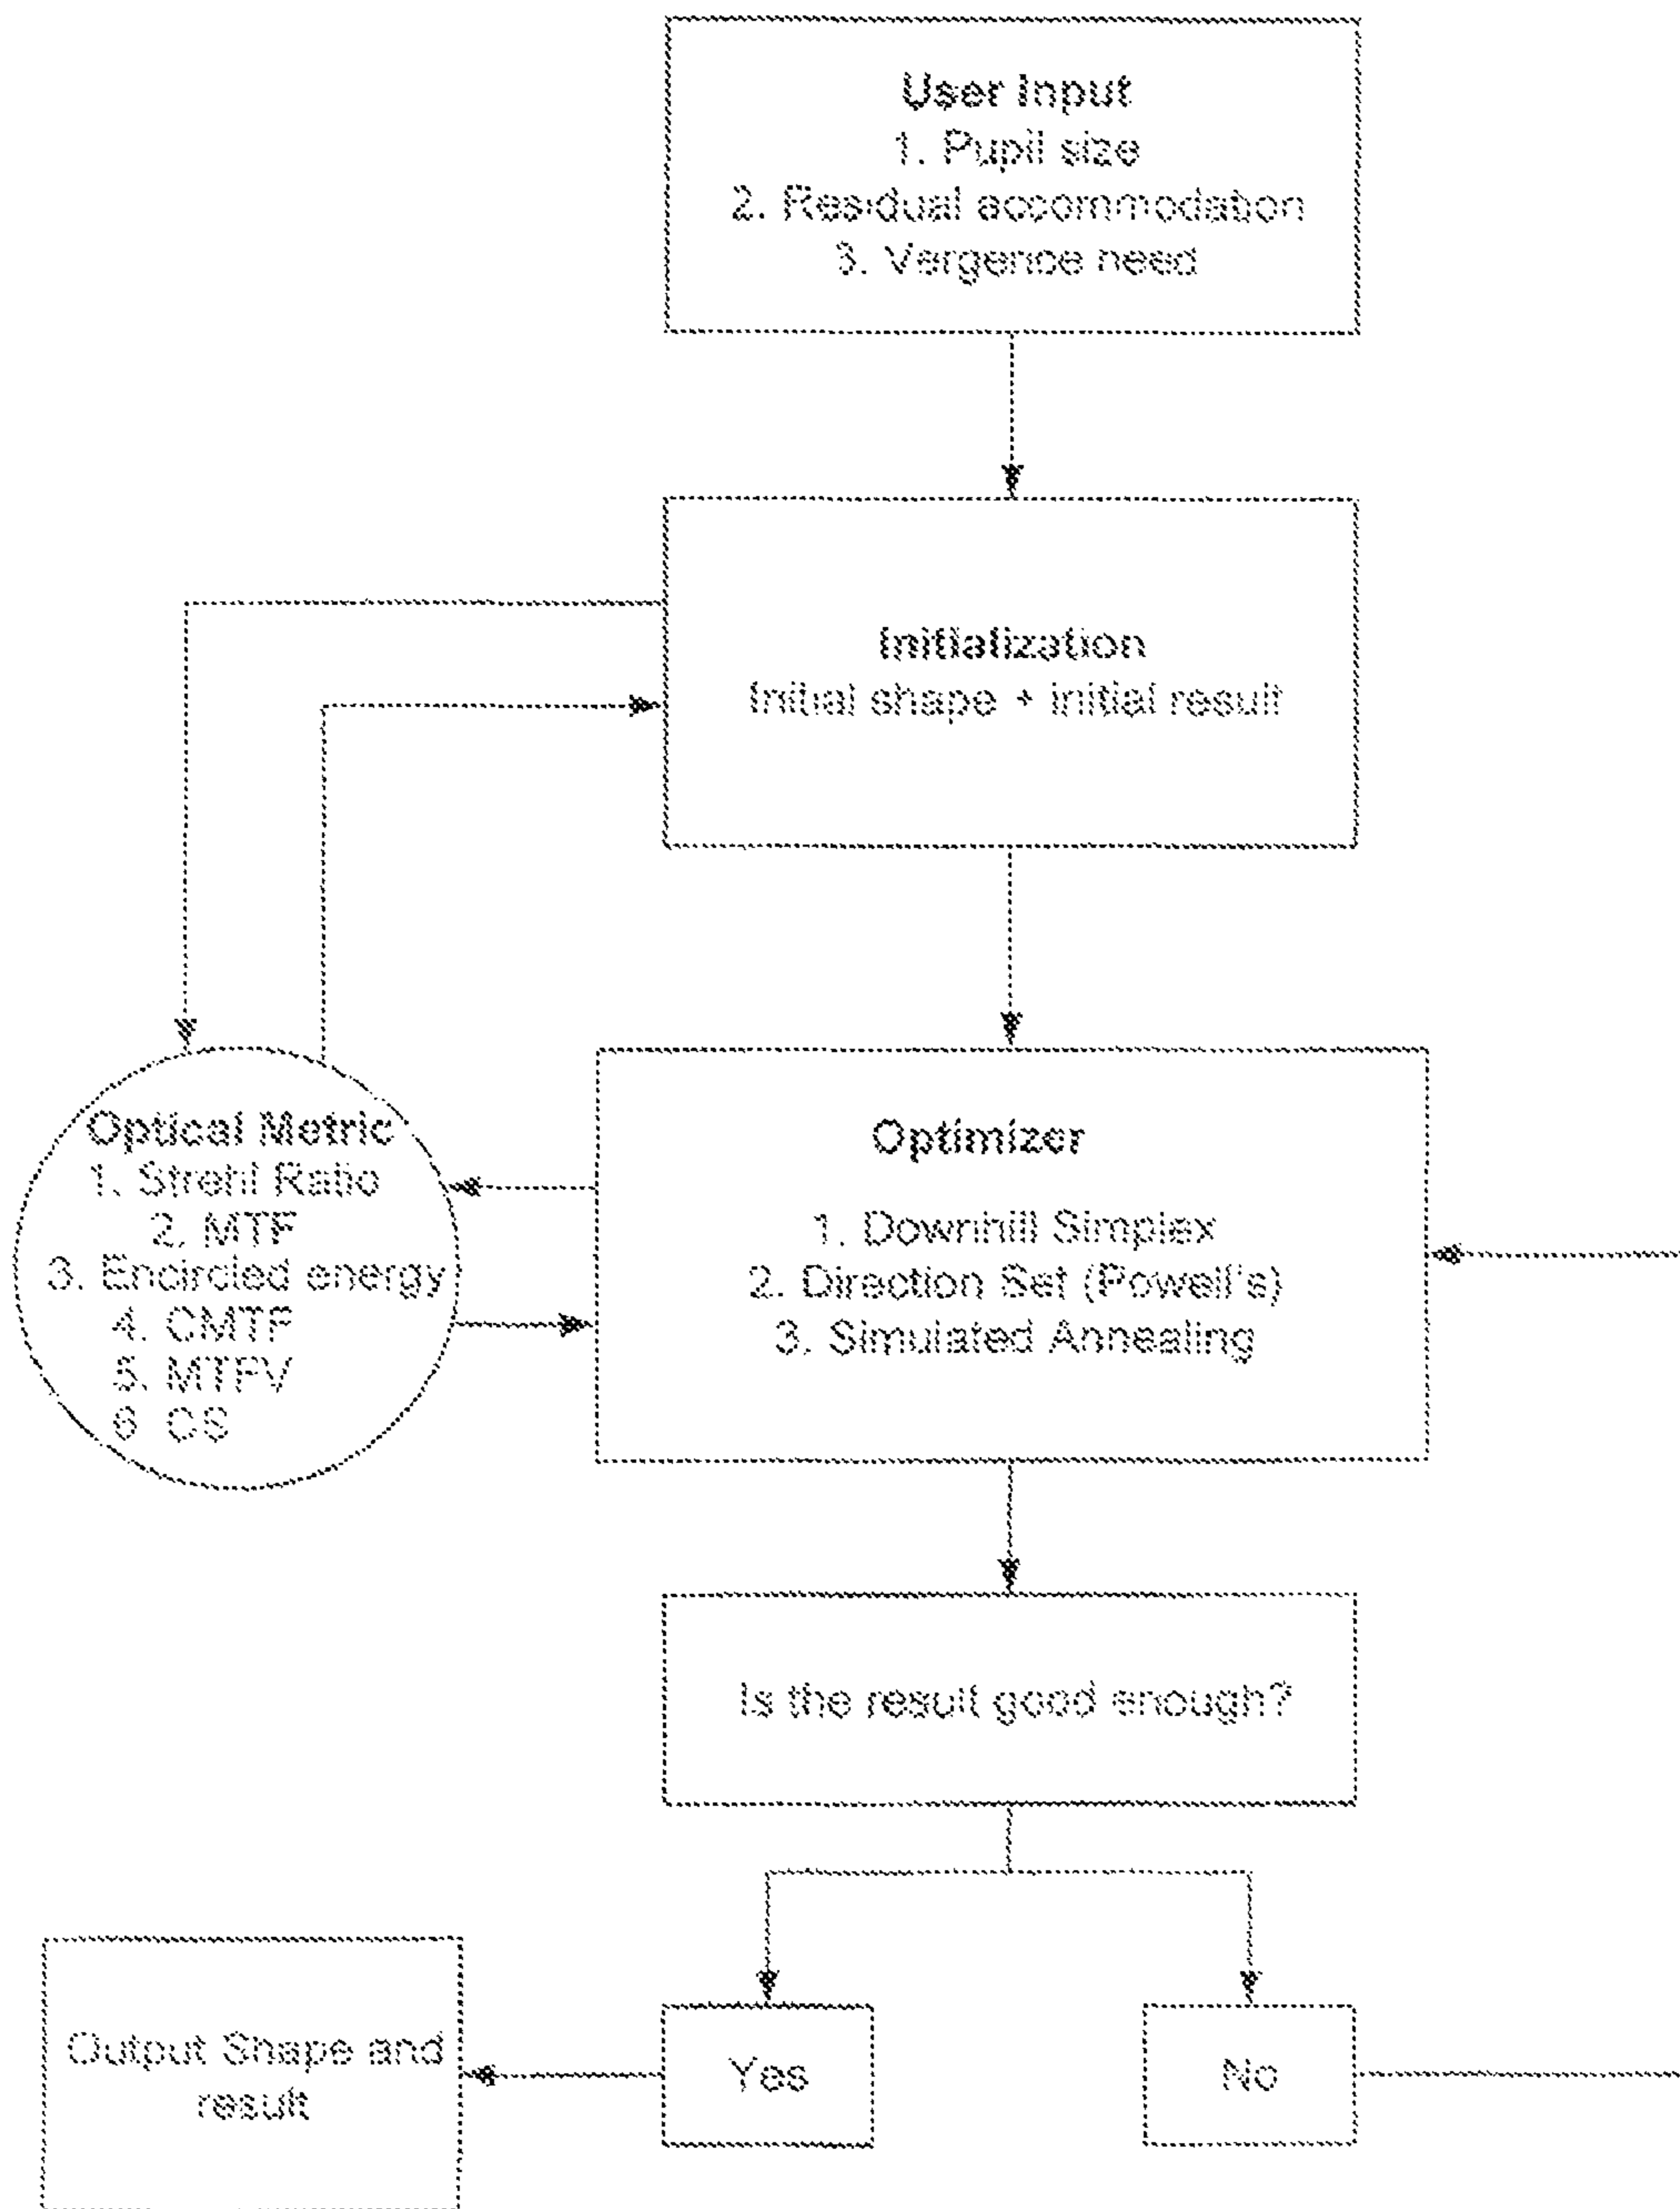 User Input
1. Pupil size
2. Residual accommodation
3. Vergence need
Initialization
Initial shape + initial result
Optical Metric
1. Strehl Ratio
2. MTF
3. Encircled energy
4. CMTF
5. MTFV
6. CS
Optimizer
1. Downhill Simplex
2. Direction Set (Powell's)
3. Simulated Annealing
Is the result good enough?
Output Shape and
result
Yes
No